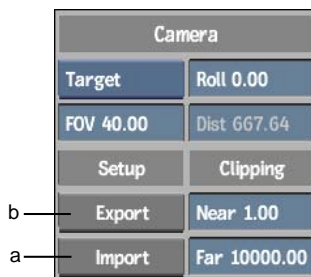 Camera
Target Roll 0.00
FOV 40.00 Dist 667.64
Setup Clipping
b Export Near 1.00
a Import Far 10000.00